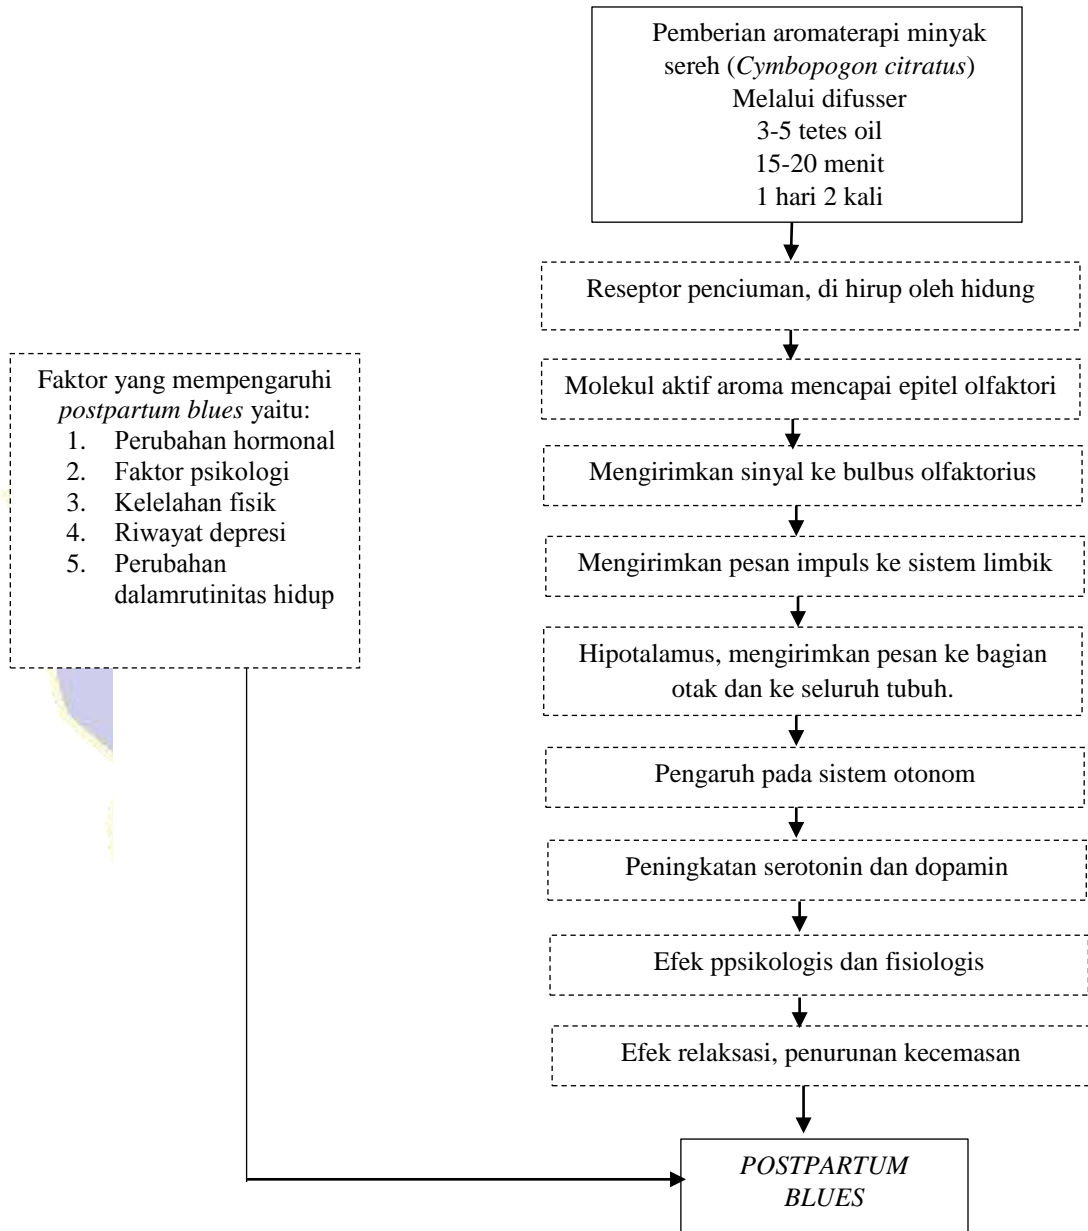 Pemberian aromaterapi minyak
sereh (Cymbopogon citratus)
Melalui difusser
3-5 tetes oil
15-20 menit
1 hari 2 kali
Reseptor penciuman, di hirup oleh hidung
Molekul aktif aroma mencapai epitel olfaktori
Mengirimkan sinyal ke bulbus olfaktorius
Mengirimkan pesan impuls ke sistem limbik
Hipotalamus, mengirimkan pesan ke bagian
otak dan ke seluruh tubuh.
Pengaruh pada sistem otonom
Peningkatan serotonin dan dopamin
Efek ppsikologis dan fisiologis
Efek relaksasi, penurunan kecemasan
Faktor yang mempengaruhi
postpartum blues yaitu:
1. Perubahan hormonal
2. Faktor psikologi
3. Kelelahan fisik
4. Riwayat depresi
5. Perubahan
dalamrutinitas hidup
POSTPARTUM
BLUES